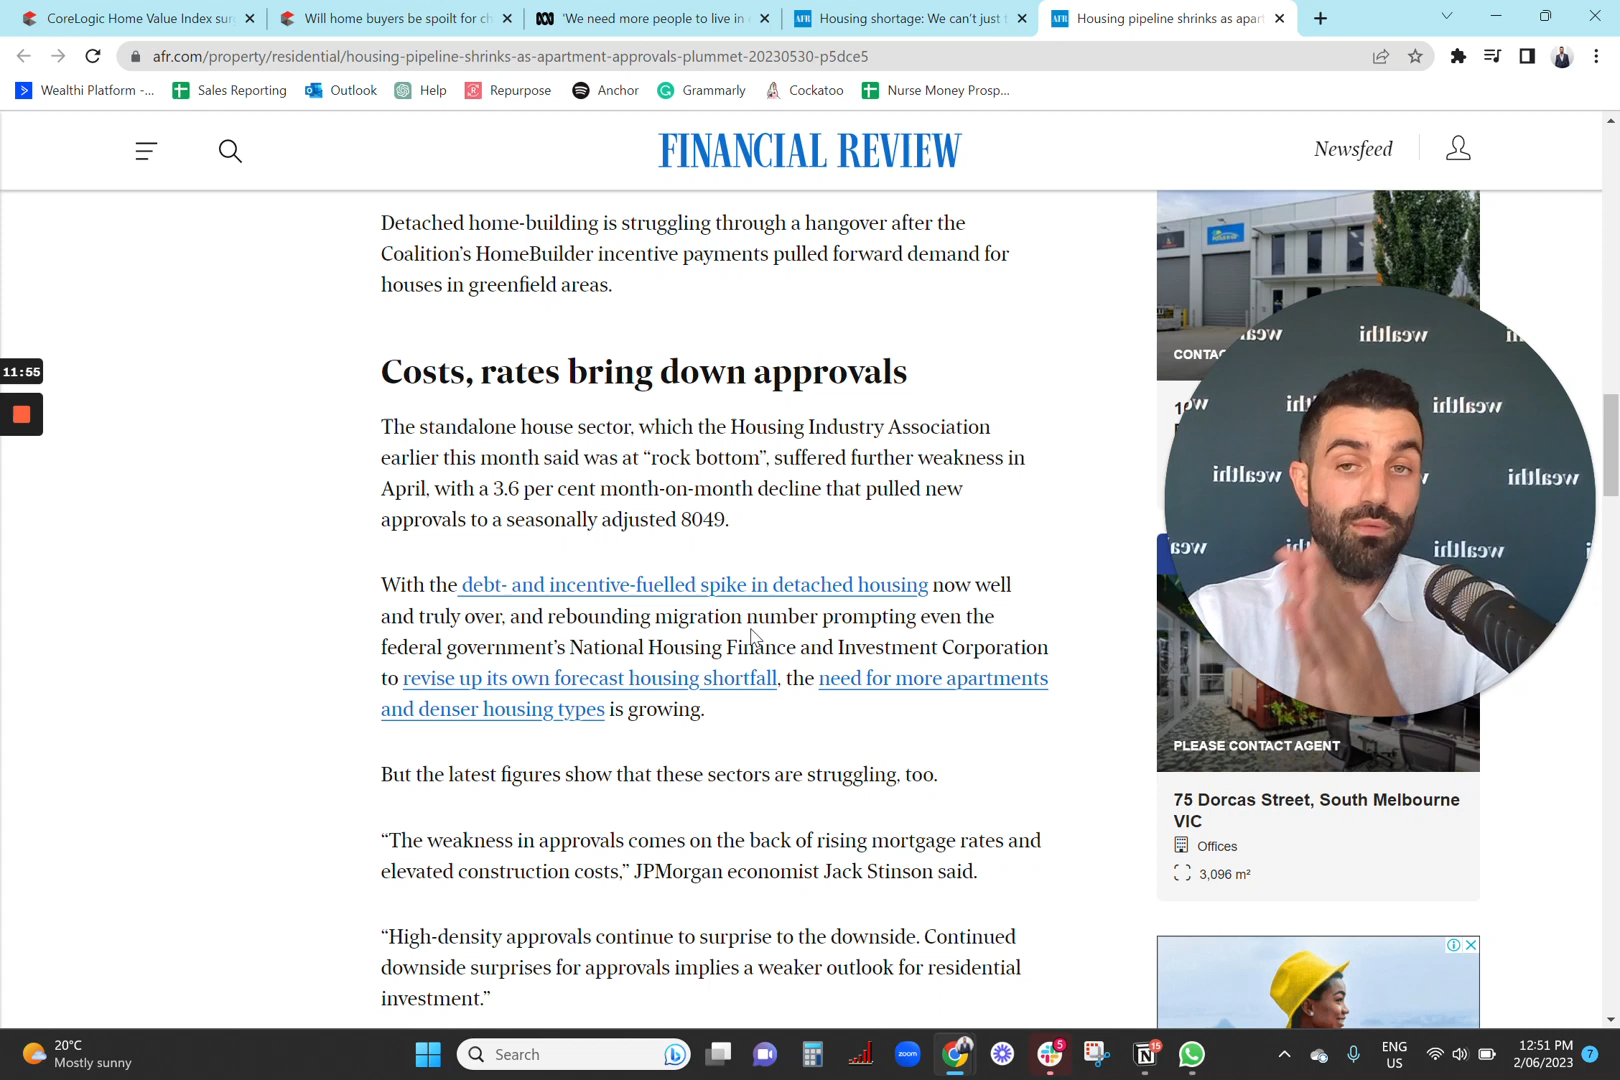 CoreLogic Home Value Index sur
Will home buyers be spoilt for ch
'We need more people to live in
AFR
Housing shortage: We can't just t
AFR
Housing pipeline shrinks as apar
afr.com/property/residential/housing-pipeline-shrinks-as-apartment-approvals-plummet-20230530-p5dce5
Wealthi Platform -...
Sales Reporting
Outlook
Help
Repurpose
Anchor
Grammarly
Cockatoo
Nurse Money Prosp...
FINANCIAL REVIEW
Newsfeed
Detached home-building is struggling through a hangover after the
Coalition's HomeBuilder incentive payments pulled forward demand for
houses in greenfield areas.
11:55
Costs, rates bring down approvals
The standalone house sector, which the Housing Industry Association
earlier this month said was at “rock bottom”, suffered further weakness in
April, with a 3.6 per cent month-on-month decline that pulled new
approvals to a seasonally adjusted 8049.
With the debt- and incentive-fuelled spike in detached housing now well
and truly over, and rebounding migration number prompting even the
federal government's National Housing Finance and Investment Corporation
to revise up its own forecast housing shortfall, the need for more apartments
and denser housing types is growing.
But the latest figures show that these sectors are struggling, too.
“The weakness in approvals comes on the back of rising mortgage rates and
elevated construction costs,” JPMorgan economist Jack Stinson said.
“High-density approvals continue to surprise to the downside. Continued
downside surprises for approvals implies a weaker outlook for residential
investment.”
CONTAC
wealthi
wealthi
wealthi
wealthi
wealthi
PLEASE CONTACT AGENT
75 Dorcas Street, South Melbourne
VIC
Offices
3,096 m²
20°C
Mostly sunny
Search
zoom
5
15
ENG
US
12:51 PM
2/06/2023
7